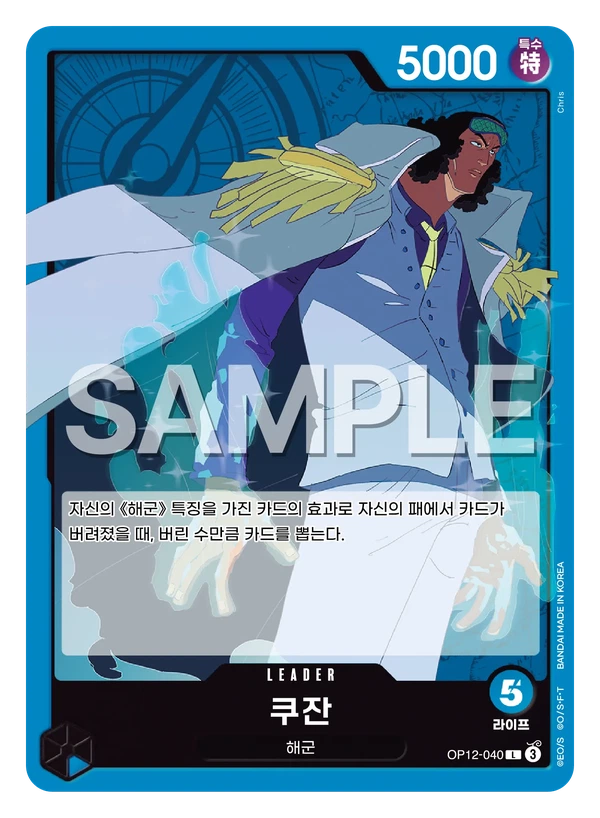 5000
특수
特
Chris
SAMPLE
자신의 《해군》 특징을 가진 카드의 효과로 자신의 패에서 카드가
버려졌을 때, 버린 수만큼 카드를 뽑는다.
LEADER
쿠잔
해군
5
라이프
OP12-040 L 3
©EO/S ©O/S·F·T BANDAI MADE IN KOREA